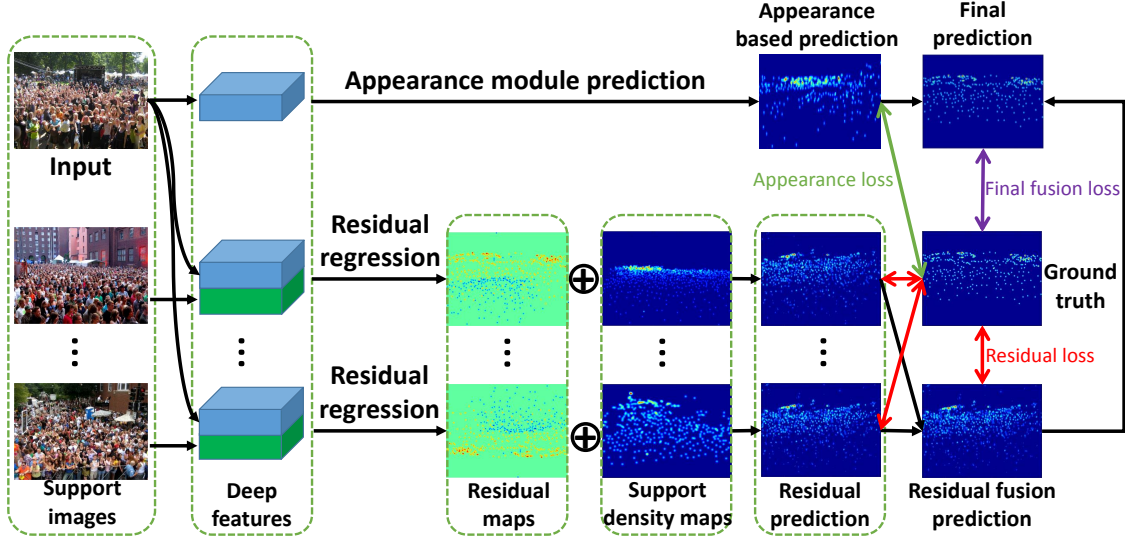 Appearance
based prediction
Final
prediction
Appearance module prediction
Input
Appearance loss
Final fusion loss
Residual
regression
Ground
truth
Residual loss
Residual
regression
Support
images
Deep
features
Residual
maps
Support
density maps
Residual
prediction
Residual fusion
prediction